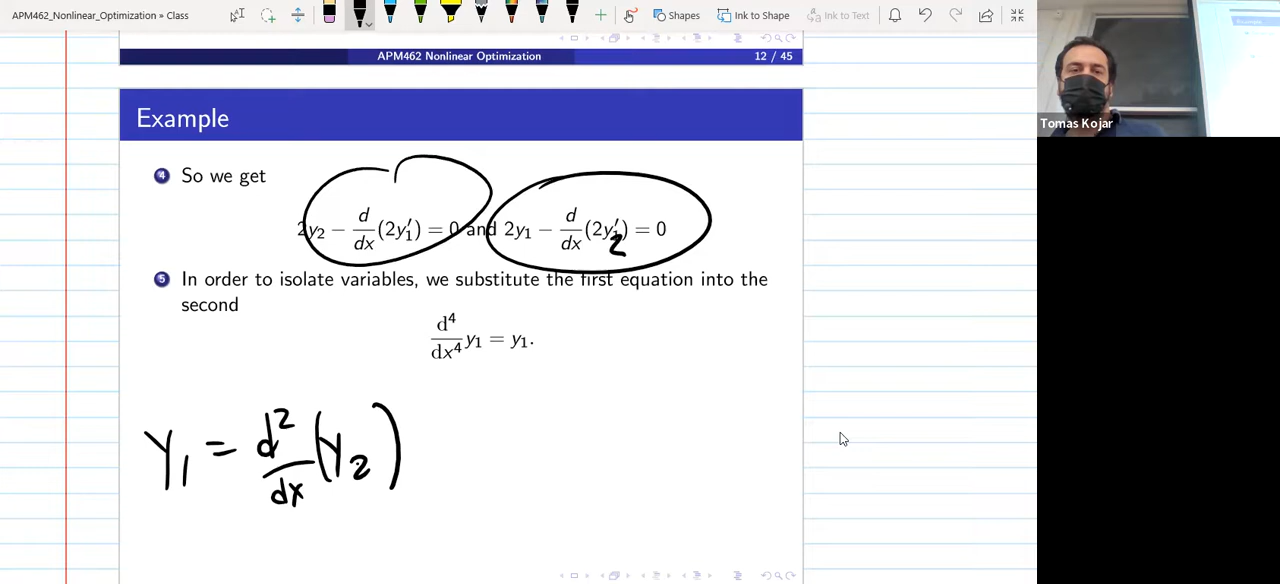 APM462_Nonlinear_Optimization » Class
Shapes
Ink to Shape
Ink to Text
APM462 Nonlinear Optimization 12 / 45
Example
4 So we get
2y₂ − d/dx (2y₁′) = 0 and 2y₁ − d/dx (2y₁′) = 0
2
5 In order to isolate variables, we substitute the first equation into the
second
d⁴/dx⁴ y₁ = y₁.
y₁ = d²/dx (y₂)
Tomas Kojar